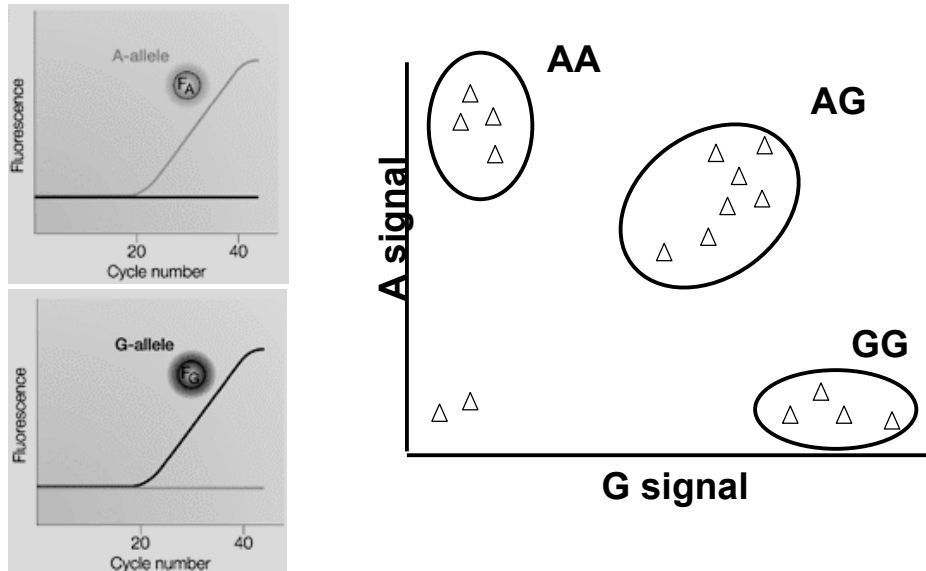 A-allele
FA
Fluorescence
20
40
Cycle number
G-allele
FG
Fluorescence
20
40
Cycle number
AA
AG
A signal
GG
G signal